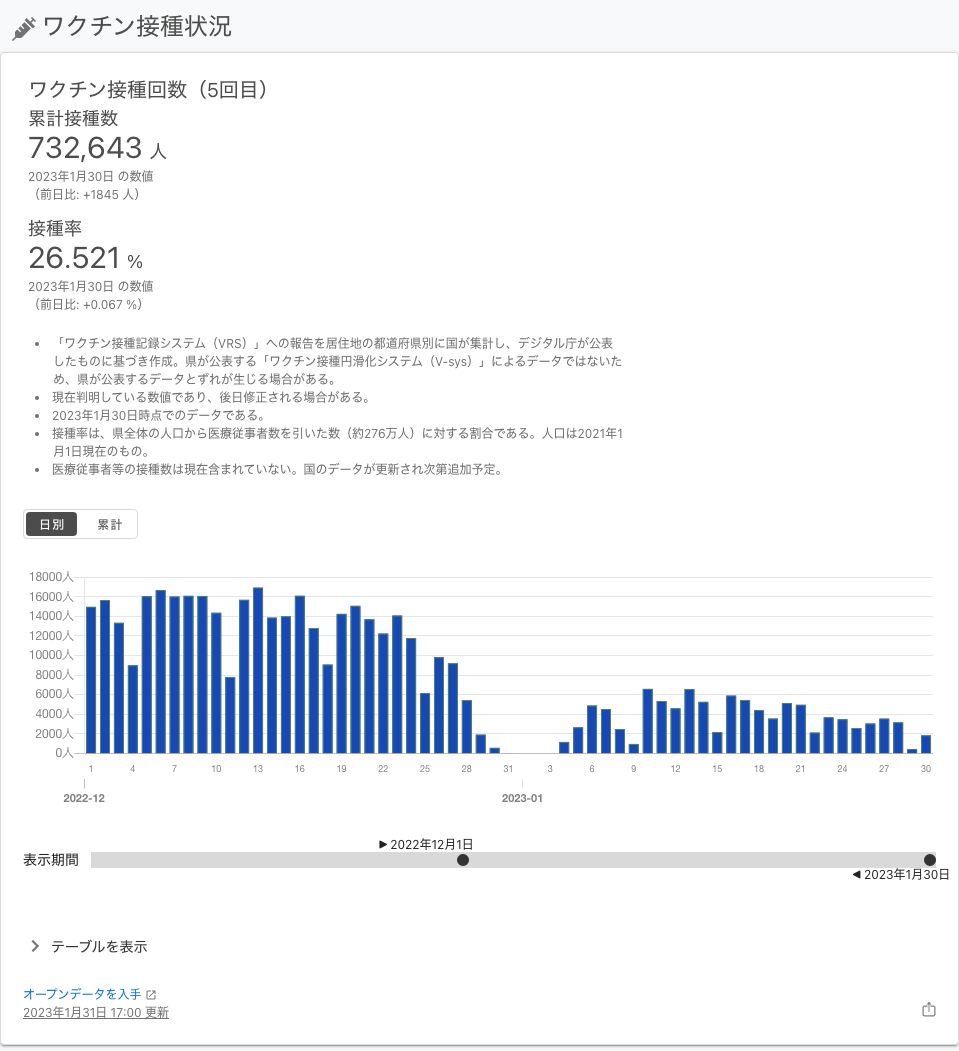 ワクチン接種状況
ワクチン接種回数（5回目）
累計接種数
732,643 人
2023年1月30日 の数値
（前日比: +1845 人）
接種率
26.521 %
2023年1月30日 の数値
（前日比: +0.067 %）
• 「ワクチン接種記録システム（VRS）」への報告を居住地の都道府県別に国が集計し、デジタル庁が公表
したものに基づき作成。県が公表する「ワクチン接種円滑化システム（V-sys）」によるデータではないた
め、県が公表するデータとずれが生じる場合がある。
• 現在判明している数値であり、後日修正される場合がある。
• 2023年1月30日時点でのデータである。
• 接種率は、県全体の人口から医療従事者数を引いた数（約276万人）に対する割合である。人口は2021年1
月1日現在のもの。
• 医療従事者等の接種数は現在含まれていない。国のデータが更新され次第追加予定。
日別 累計
18000人
16000人
14000人
12000人
10000人
8000人
6000人
4000人
2000人
0人
1 4 7 10 13 16 19 22 25 28 31 3 6 9 12 15 18 21 24 27 30
2022-12 2023-01
▶ 2022年12月1日
表示期間
◀ 2023年1月30日
テーブルを表示
オープンデータを入手
2023年1月31日 17:00 更新